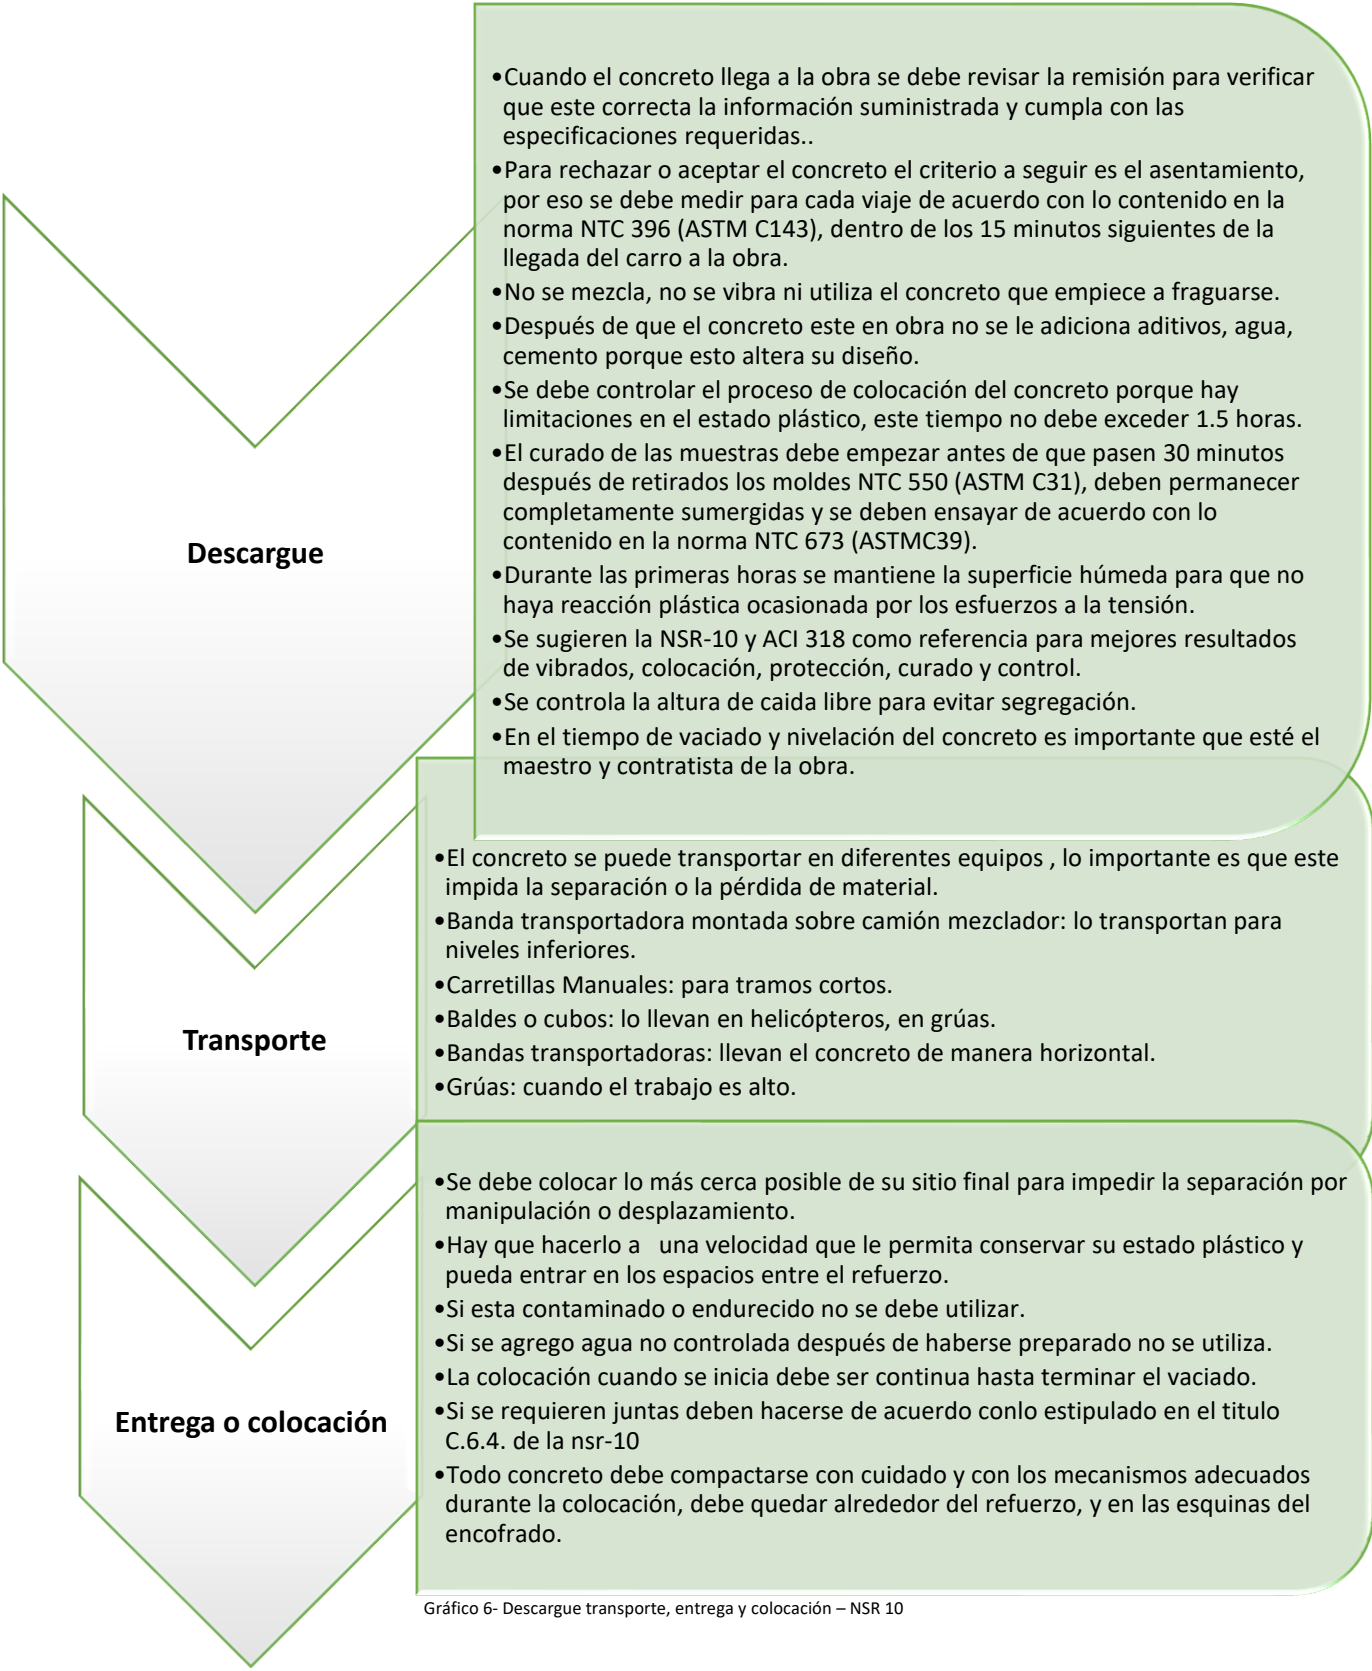 •Cuando el concreto llega a la obra se debe revisar la remisión para verificar
que este correcta la información suministrada y cumpla con las
especificaciones requeridas..
•Para rechazar o aceptar el concreto el criterio a seguir es el asentamiento,
por eso se debe medir para cada viaje de acuerdo con lo contenido en la
norma NTC 396 (ASTM C143), dentro de los 15 minutos siguientes de la
llegada del carro a la obra.
•No se mezcla, no se vibra ni utiliza el concreto que empiece a fraguarse.
•Después de que el concreto este en obra no se le adiciona aditivos, agua,
cemento porque esto altera su diseño.
•Se debe controlar el proceso de colocación del concreto porque hay
limitaciones en el estado plástico, este tiempo no debe exceder 1.5 horas.
•El curado de las muestras debe empezar antes de que pasen 30 minutos
después de retirados los moldes NTC 550 (ASTM C31), deben permanecer
completamente sumergidas y se deben ensayar de acuerdo con lo
contenido en la norma NTC 673 (ASTMC39).
Descargue
•Durante las primeras horas se mantiene la superficie húmeda para que no
haya reacción plástica ocasionada por los esfuerzos a la tensión.
•Se sugieren la NSR-10 y ACI 318 como referencia para mejores resultados
de vibrados, colocación, protección, curado y control.
•Se controla la altura de caida libre para evitar segregación.
•En el tiempo de vaciado y nivelación del concreto es importante que esté el
maestro y contratista de la obra.
•El concreto se puede transportar en diferentes equipos , lo importante es que este
impida la separación o la pérdida de material.
•Banda transportadora montada sobre camión mezclador: lo transportan para
niveles inferiores.
•Carretillas Manuales: para tramos cortos.
Transporte
•Baldes o cubos: lo llevan en helicópteros, en grúas.
•Bandas transportadoras: llevan el concreto de manera horizontal.
•Grúas: cuando el trabajo es alto.
•Se debe colocar lo más cerca posible de su sitio final para impedir la separación por
manipulación o desplazamiento.
•Hay que hacerlo a   una velocidad que le permita conservar su estado plástico y
pueda entrar en los espacios entre el refuerzo.
•Si esta contaminado o endurecido no se debe utilizar.
•Si se agrego agua no controlada después de haberse preparado no se utiliza.
•La colocación cuando se inicia debe ser continua hasta terminar el vaciado.
Entrega o colocación
•Si se requieren juntas deben hacerse de acuerdo conlo estipulado en el titulo
C.6.4. de la nsr-10
•Todo concreto debe compactarse con cuidado y con los mecanismos adecuados
durante la colocación, debe quedar alrededor del refuerzo, y en las esquinas del
encofrado.
Gráfico 6- Descargue transporte, entrega y colocación – NSR 10